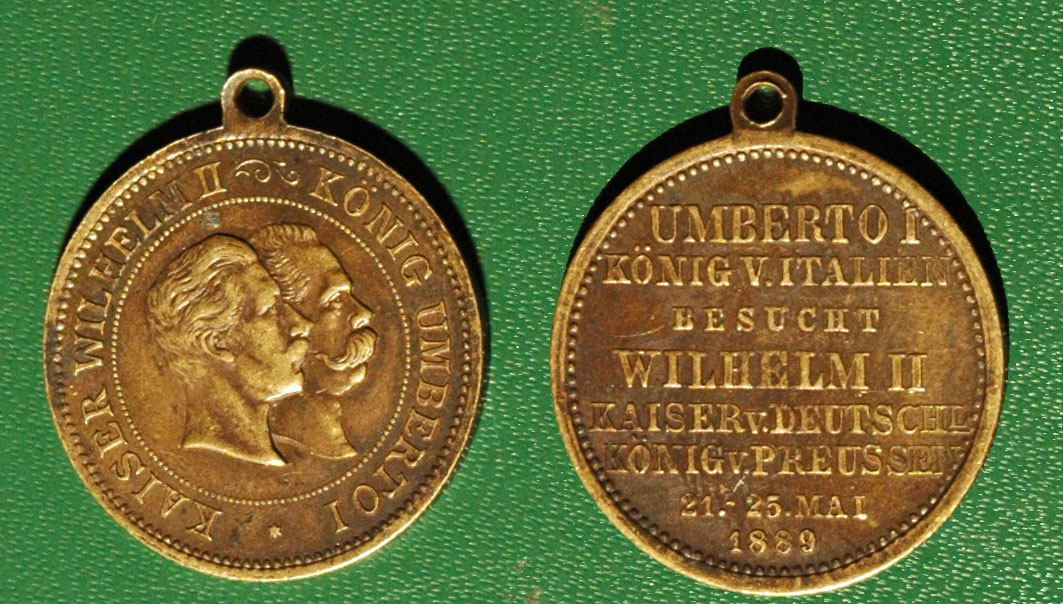 KAISER WILHELM II KÖNIG UMBERTO I
UMBERTO I
KÖNIG V. ITALIEN
BESUCHT
WILHELM II
KAISER v. DEUTSCHL
KÖNIG v. PREUSSEN
21.- 25. MAI
1889